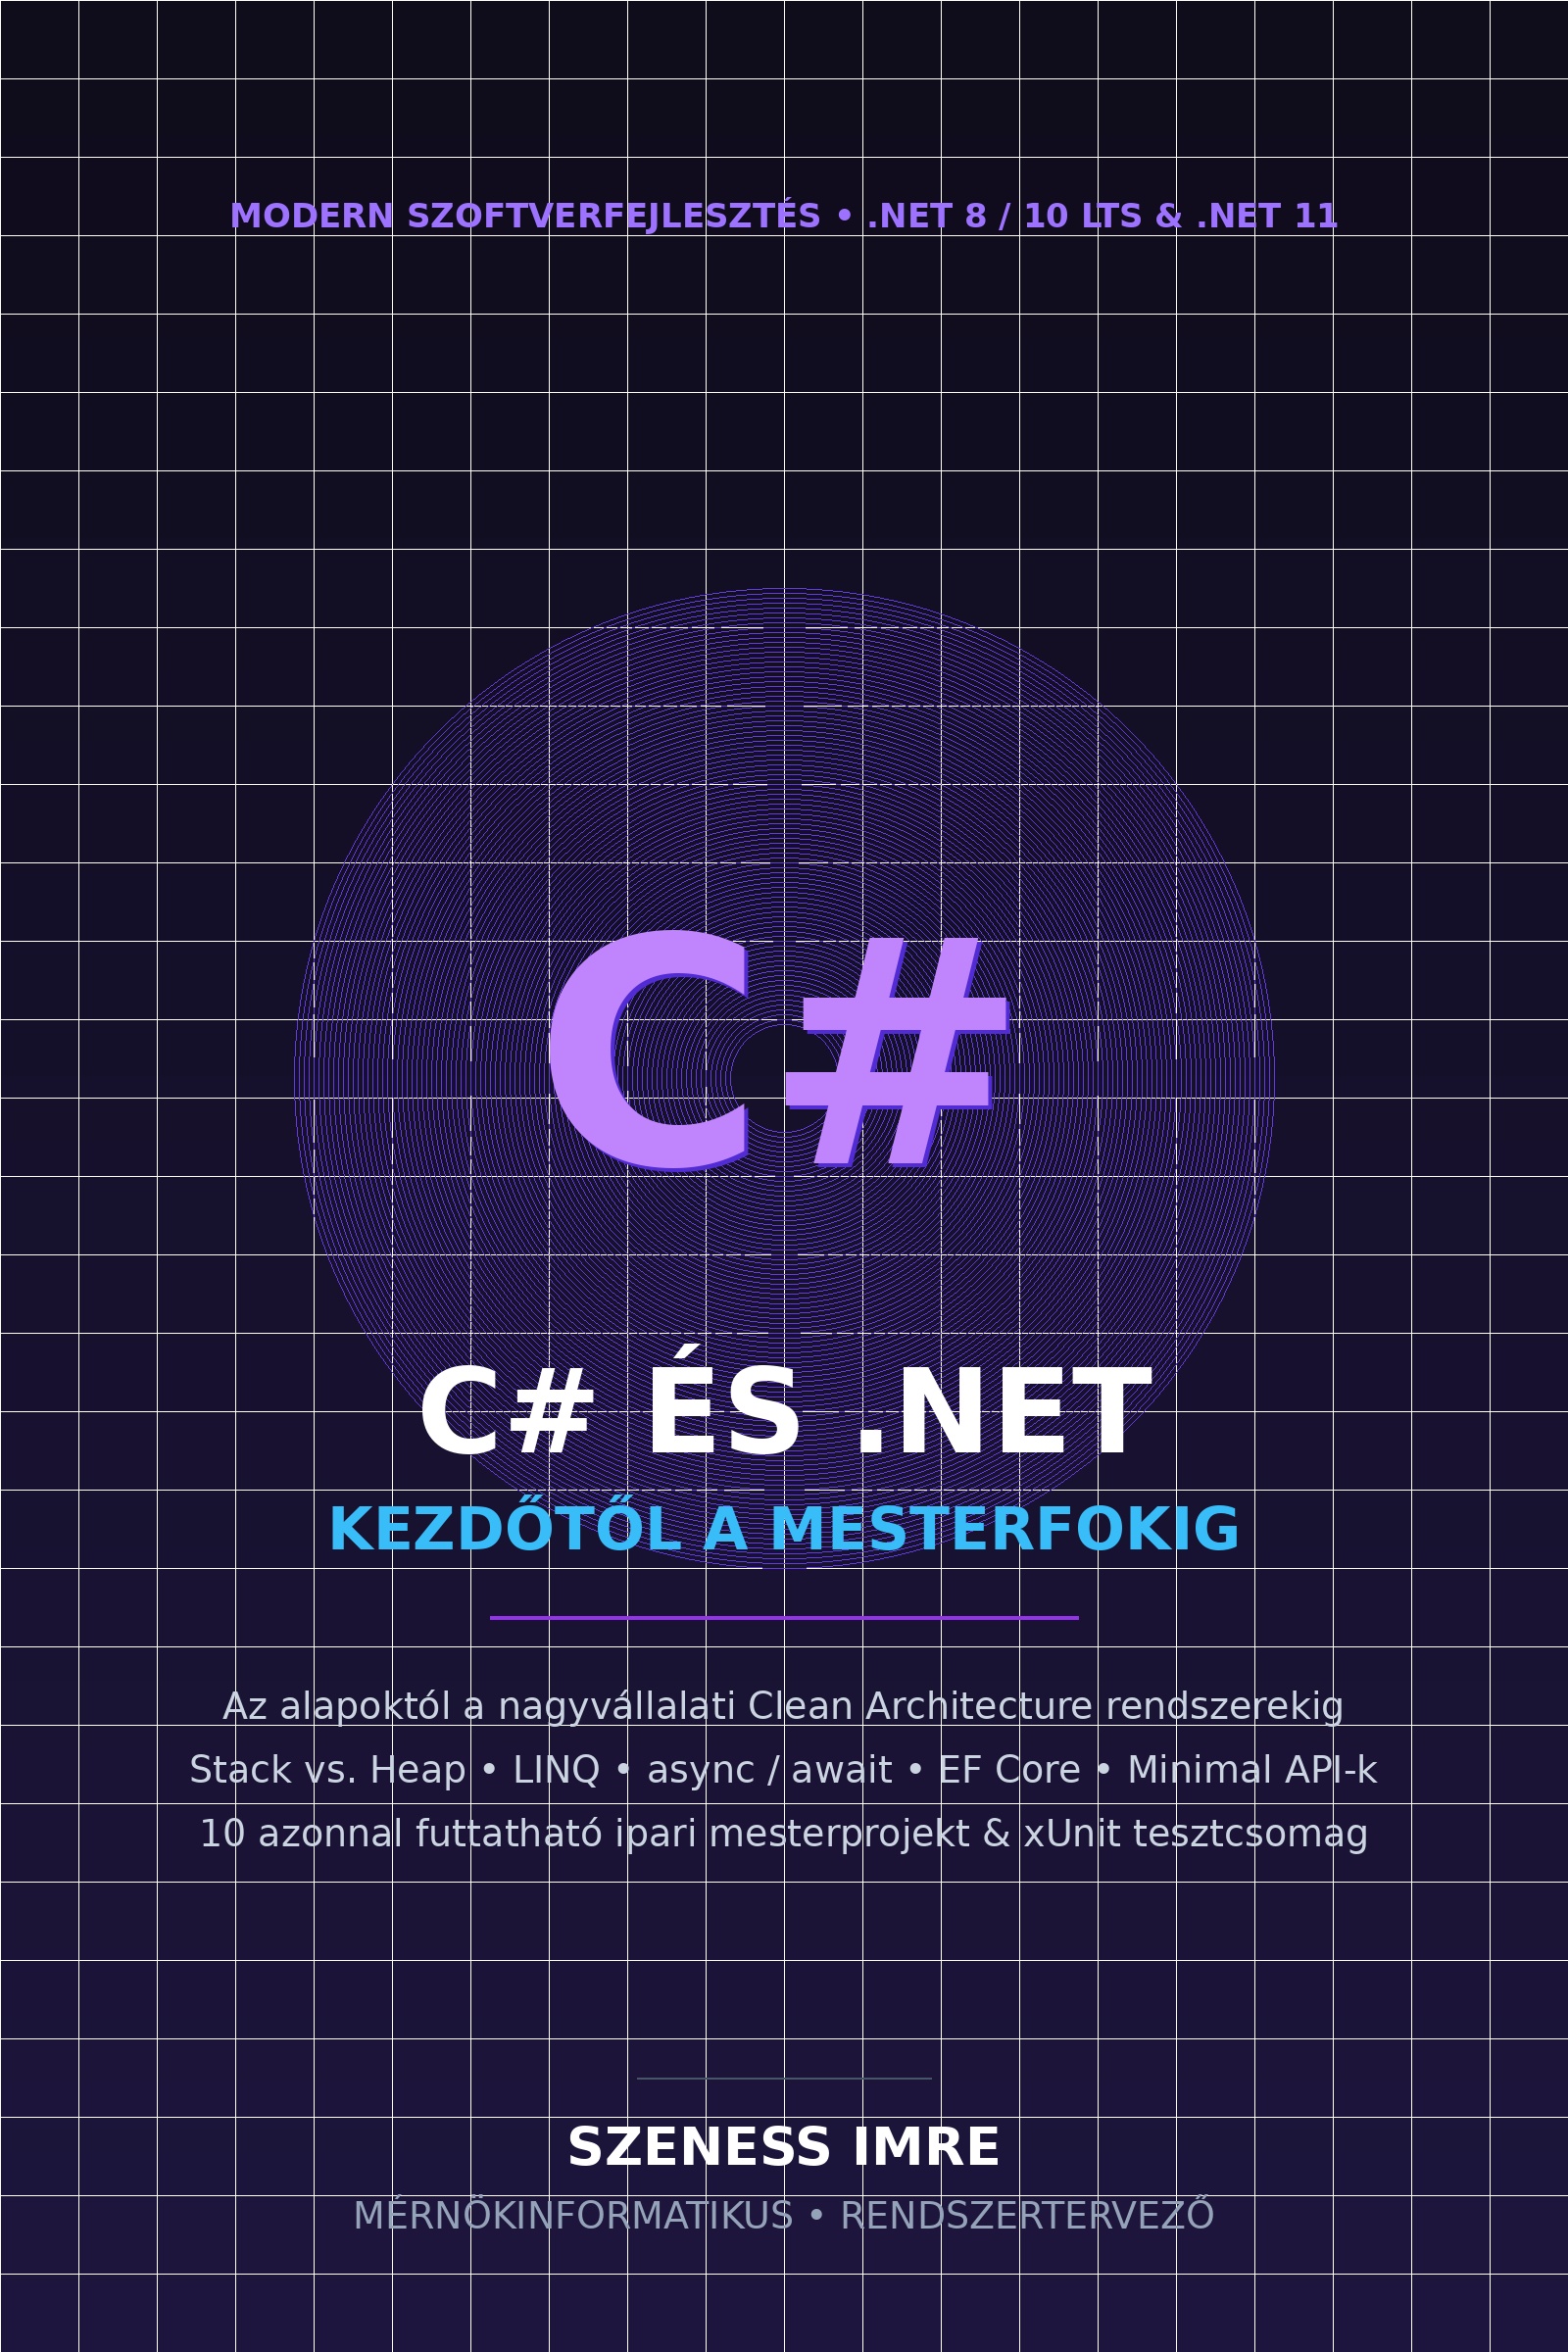 MODERN SZOFTVERFEJLESZTÉS • .NET 8 / 10 LTS & .NET 11
C#
C# ÉS .NET
KEZDŐTŐL A MESTERFOKIG
Az alapoktól a nagyvállalati Clean Architecture rendszerekig
Stack vs. Heap • LINQ • async / await • EF Core • Minimal API-k
10 azonnal futtatható ipari mesterprojekt & xUnit tesztcsomag
SZENESS IMRE
MÉRNÖKINFORMATIKUS • RENDSZERTERVEZŐ